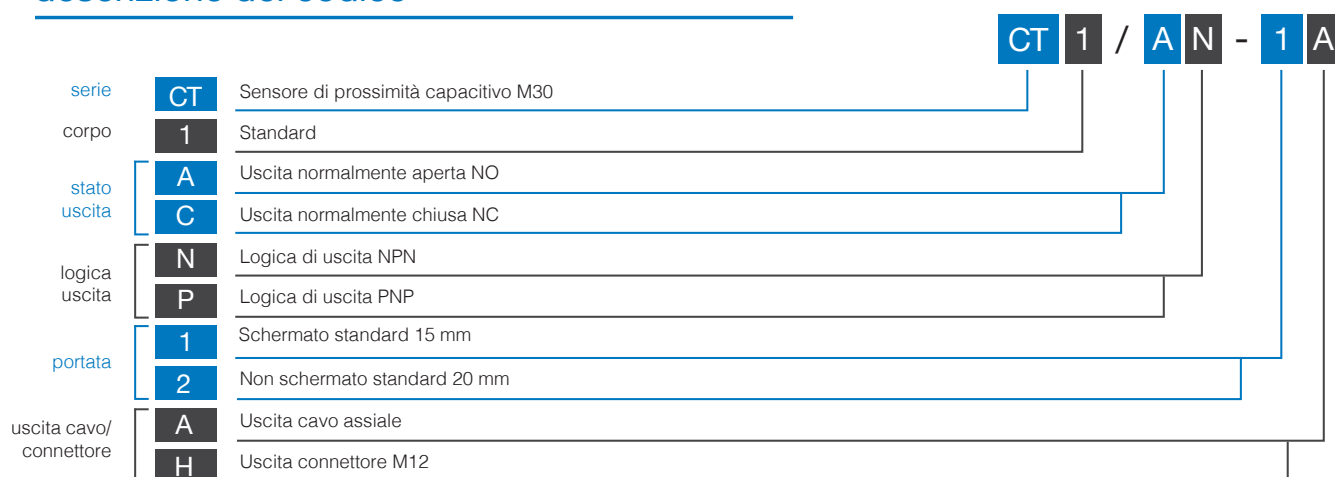 descrizione del codice
CT 1 / A N - 1 A
serie CT Sensore di prossimità capacitivo M30
corpo 1 Standard
stato uscita
A Uscita normalmente aperta NO
C Uscita normalmente chiusa NC
logica uscita
N Logica di uscita NPN
P Logica di uscita PNP
portata
1 Schermato standard 15 mm
2 Non schermato standard 20 mm
uscita cavo/ connettore
A Uscita cavo assiale
H Uscita connettore M12